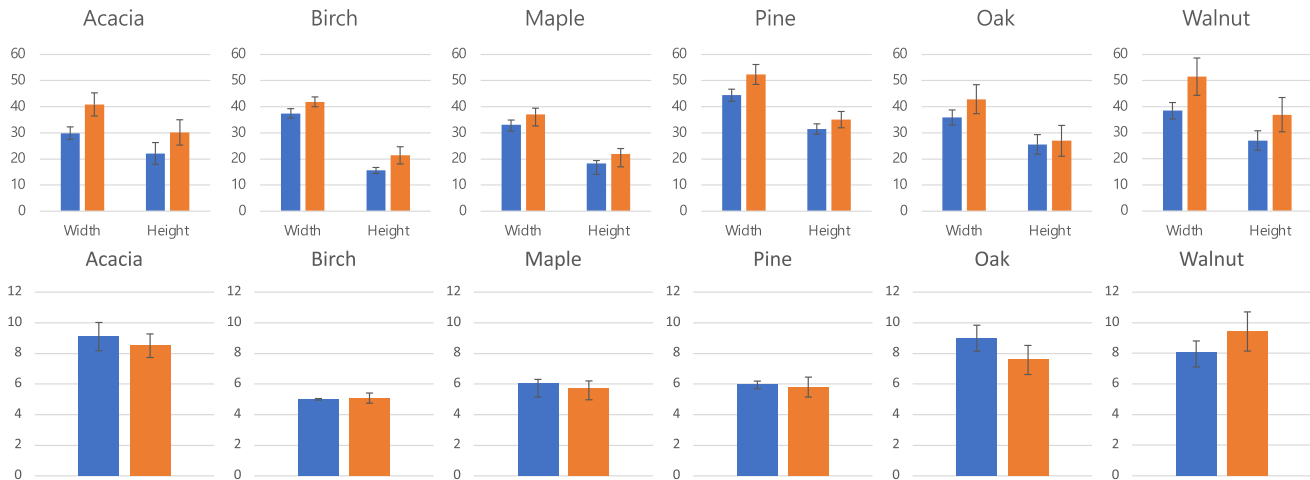 Acacia Birch Maple Pine Oak Walnut
60 60 60 60 60 60
50 50 50 50 50 50
40 40 40 40 40 40
30 30 30 30 30 30
20 20 20 20 20 20
10 10 10 10 10 10
0 0 0 0 0 0
Width Height Width Height Width Height Width Height Width Height Width Height
Acacia Birch Maple Pine Oak Walnut
12 12 12 12 12 12
10 10 10 10 10 10
8 8 8 8 8 8
6 6 6 6 6 6
4 4 4 4 4 4
2 2 2 2 2 2
0 0 0 0 0 0